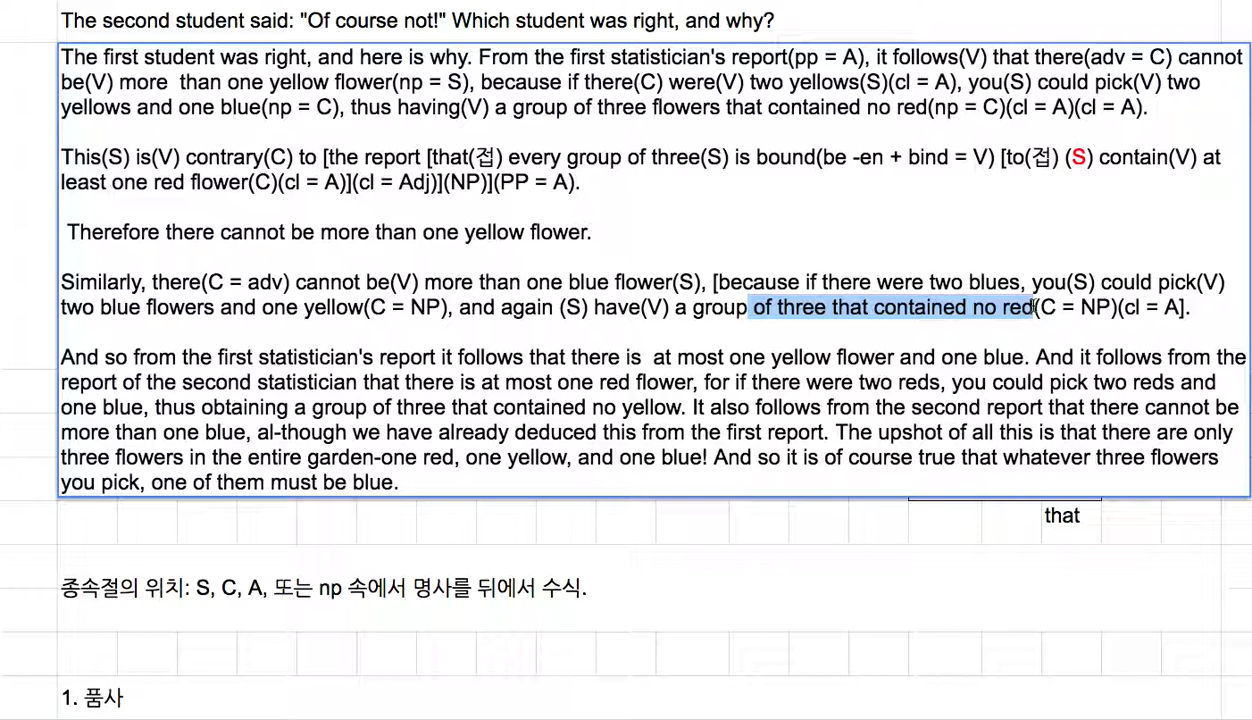 The second student said: "Of course not!" Which student was right, and why?
The first student was right, and here is why. From the first statistician's report(pp = A), it follows(V) that there(adv = C) cannot
be(V) more  than one yellow flower(np = S), because if there(C) were(V) two yellows(S)(cl = A), you(S) could pick(V) two
yellows and one blue(np = C), thus having(V) a group of three flowers that contained no red(np = C)(cl = A)(cl = A).
This(S) is(V) contrary(C) to [the report [that(접) every group of three(S) is bound(be -en + bind = V) [to(접) (S) contain(V) at
least one red flower(C)(cl = A)](cl = Adj)](NP)](PP = A).
Therefore there cannot be more than one yellow flower.
Similarly, there(C = adv) cannot be(V) more than one blue flower(S), [because if there were two blues, you(S) could pick(V)
two blue flowers and one yellow(C = NP), and again (S) have(V) a group of three that contained no red(C = NP)(cl = A].
And so from the first statistician's report it follows that there is  at most one yellow flower and one blue. And it follows from the
report of the second statistician that there is at most one red flower, for if there were two reds, you could pick two reds and
one blue, thus obtaining a group of three that contained no yellow. It also follows from the second report that there cannot be
more than one blue, al-though we have already deduced this from the first report. The upshot of all this is that there are only
three flowers in the entire garden-one red, one yellow, and one blue! And so it is of course true that whatever three flowers
you pick, one of them must be blue.
that
종속절의 위치: S, C, A, 또는 np 속에서 명사를 뒤에서 수식.
1. 품사